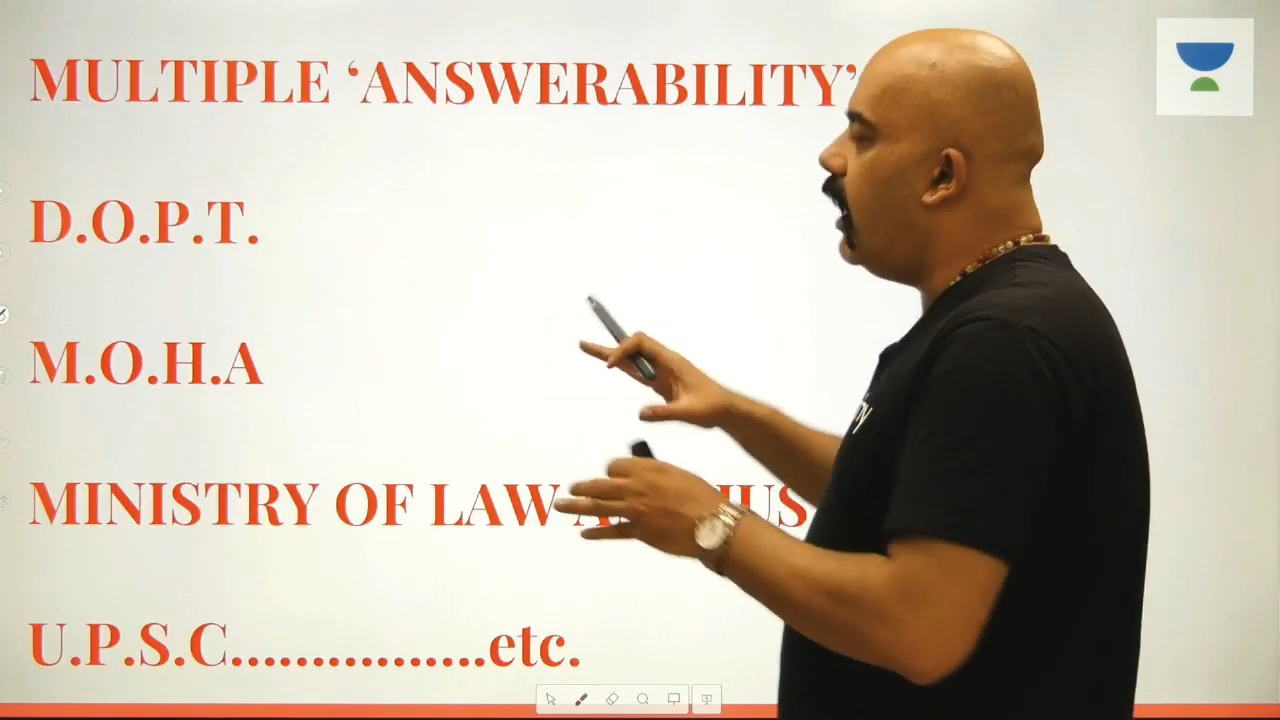 MULTIPLE ‘ANSWERABILITY’
D.O.P.T.
M.O.H.A
MINISTRY OF LAW
U.P.S.C...............etc.